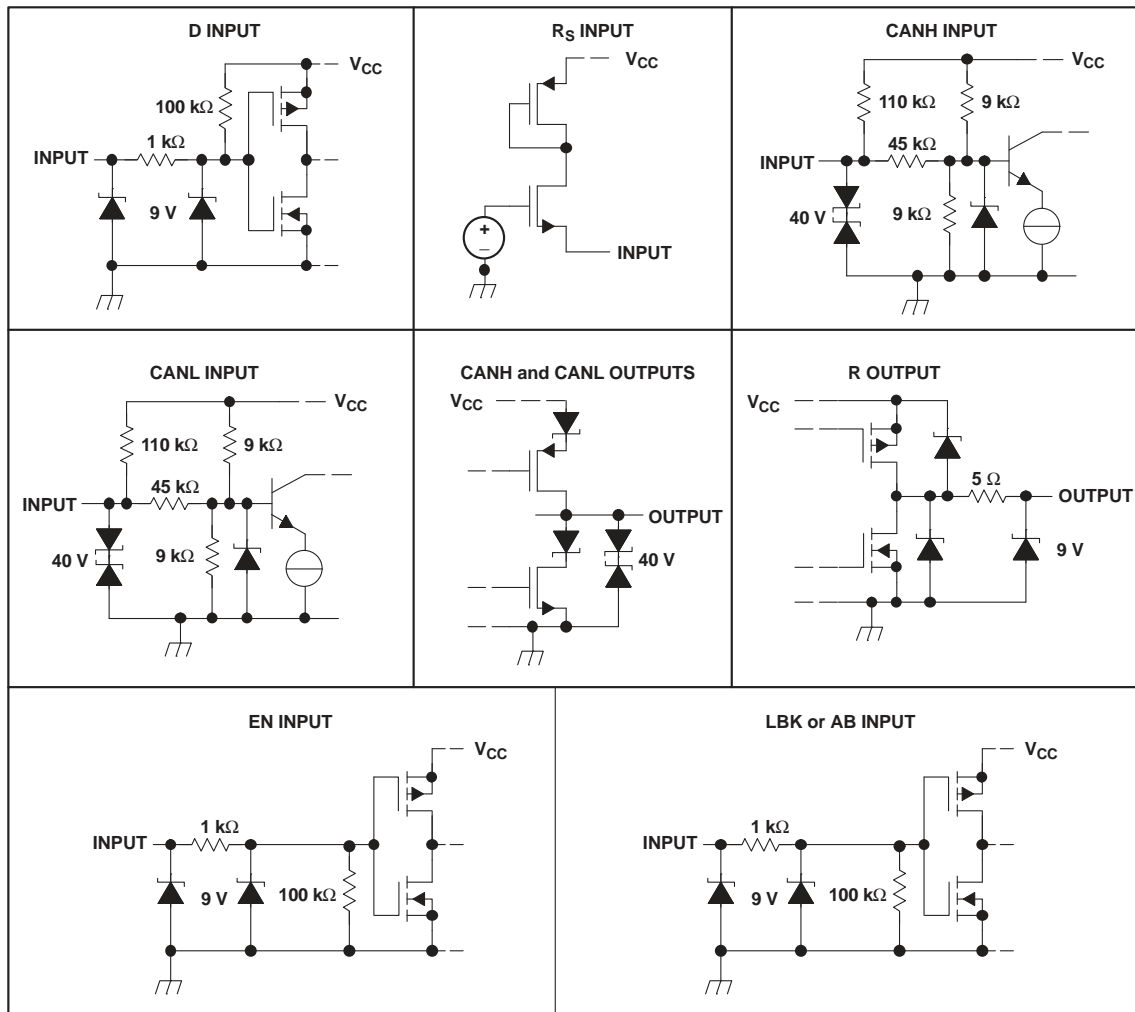 D INPUT
V_CC
100 kΩ
1 kΩ
INPUT
9 V
R_S INPUT
V_CC
+
–
INPUT
CANH INPUT
V_CC
110 kΩ
9 kΩ
45 kΩ
INPUT
9 kΩ
40 V
CANL INPUT
V_CC
110 kΩ
9 kΩ
45 kΩ
INPUT
9 kΩ
40 V
CANH and CANL OUTPUTS
V_CC
OUTPUT
40 V
R OUTPUT
V_CC
5 Ω
OUTPUT
9 V
EN INPUT
V_CC
1 kΩ
INPUT
9 V
100 kΩ
LBK or AB INPUT
V_CC
1 kΩ
INPUT
9 V
100 kΩ